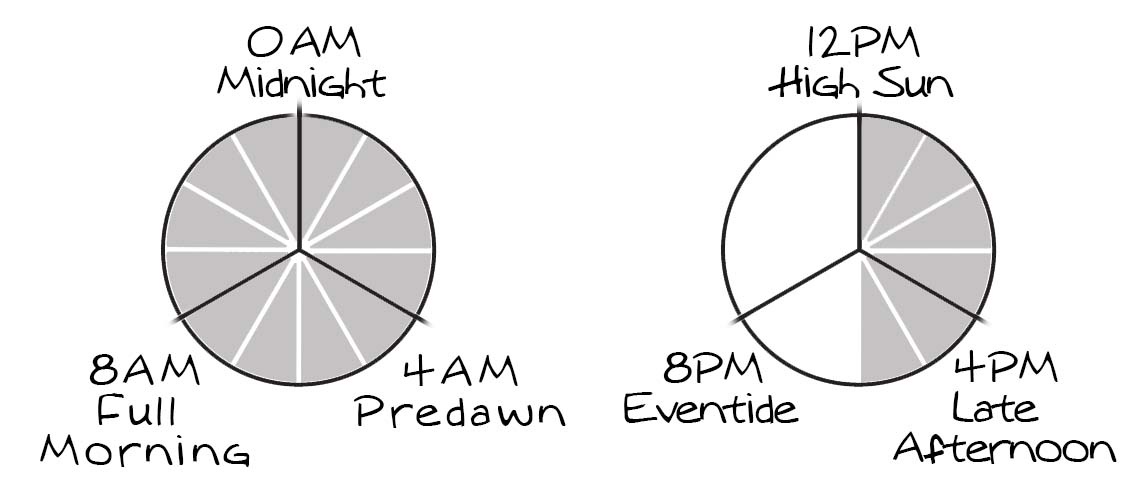 0AM
Midnight
12PM
High Sun
8AM
Full
Morning
4AM
Predawn
8PM
Eventide
4PM
Late
Afternoon